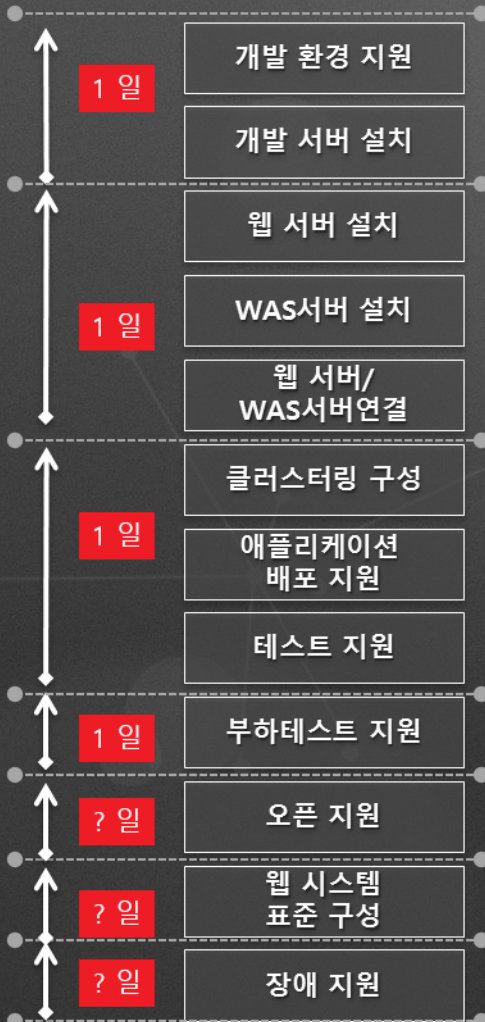 1 일
개발 환경 지원
개발 서버 설치
1 일
웹 서버 설치
WAS서버 설치
웹 서버/
WAS서버연결
1 일
클러스터링 구성
애플리케이션
배포 지원
테스트 지원
1 일
부하테스트 지원
? 일
오픈 지원
? 일
웹 시스템
표준 구성
? 일
장애 지원